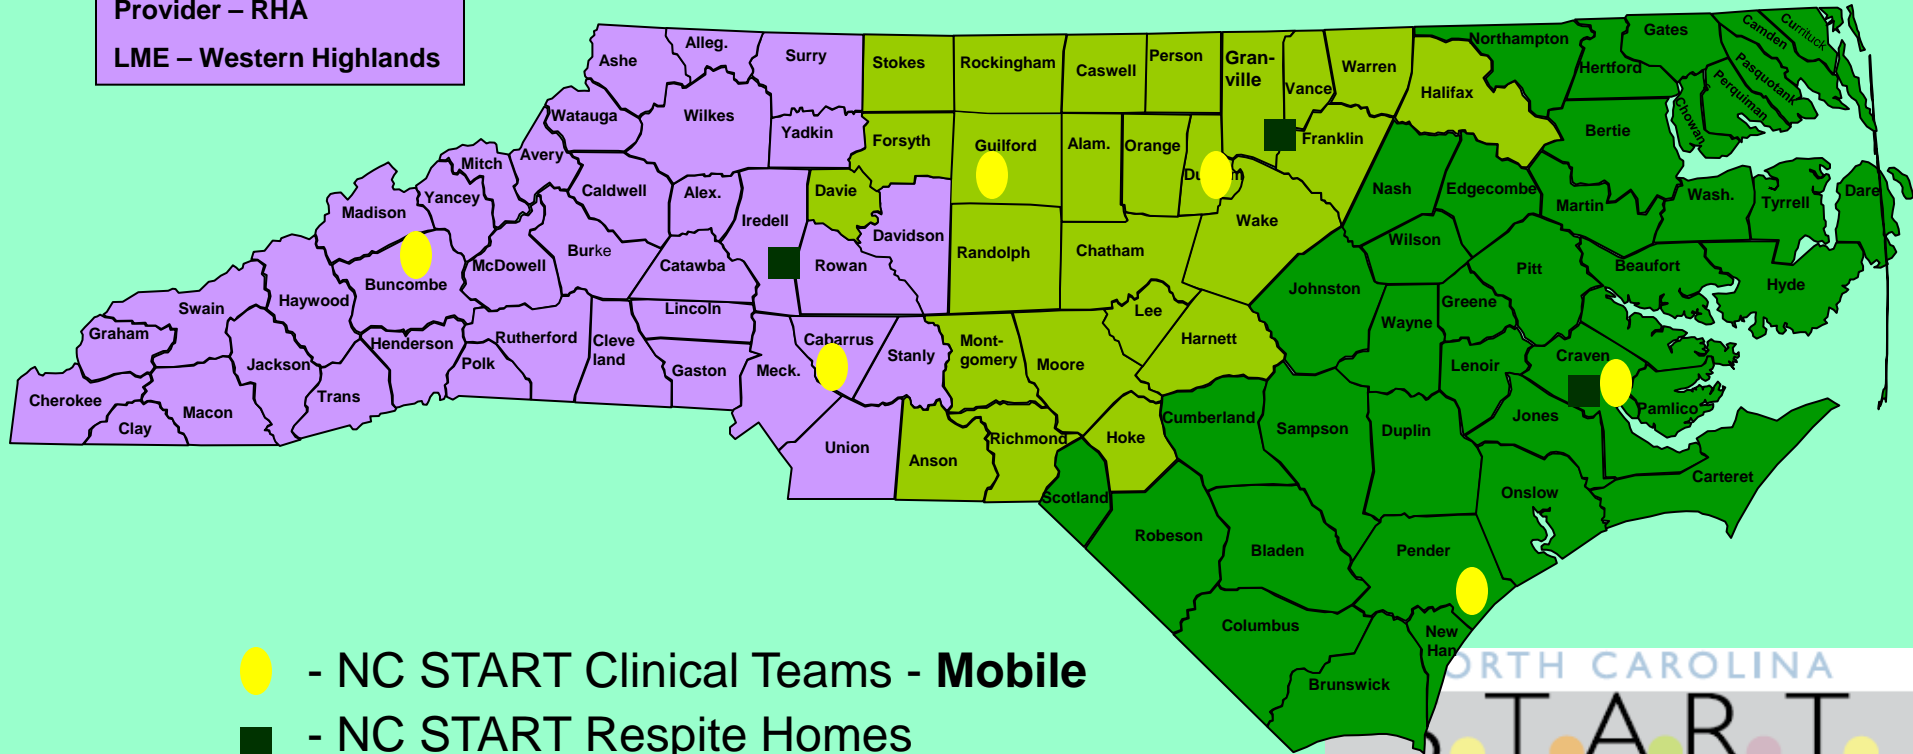 Provider – RHA
LME – Western Highlands
Ashe
Alleg.
Surry
Stokes
Rockingham
Caswell
Person
Gran-
ville
Vance
Warren
Halifax
Northampton
Hertford
Gates
Camden
Currituck
Pasquotank
Perquiman
Chowan
Bertie
Watauga
Wilkes
Yadkin
Forsyth
Guilford
Alam.
Orange
Franklin
Nash
Edgecombe
Martin
Wash.
Tyrrell
Dare
Mitch
Avery
Yancey
Madison
Caldwell
Alex.
Iredell
Davie
Davidson
Randolph
Chatham
Wake
Wilson
Pitt
Beaufort
Hyde
Buncombe
McDowell
Burke
Catawba
Rowan
Lee
Harnett
Johnston
Greene
Wayne
Swain
Haywood
Graham
Jackson
Henderson
Rutherford
Polk
Cleve
land
Lincoln
Gaston
Meck.
Cabarrus
Stanly
Mont-
gomery
Moore
Lenoir
Craven
Jones
Pamlico
Cherokee
Clay
Macon
Trans
Union
Anson
Richmond
Hoke
Cumberland
Sampson
Duplin
Scotland
Onslow
Carteret
Robeson
Bladen
Pender
Columbus
New
Han
Brunswick
- NC START Clinical Teams - Mobile
- NC START Respite Homes
ORTH CAROLINA
TART